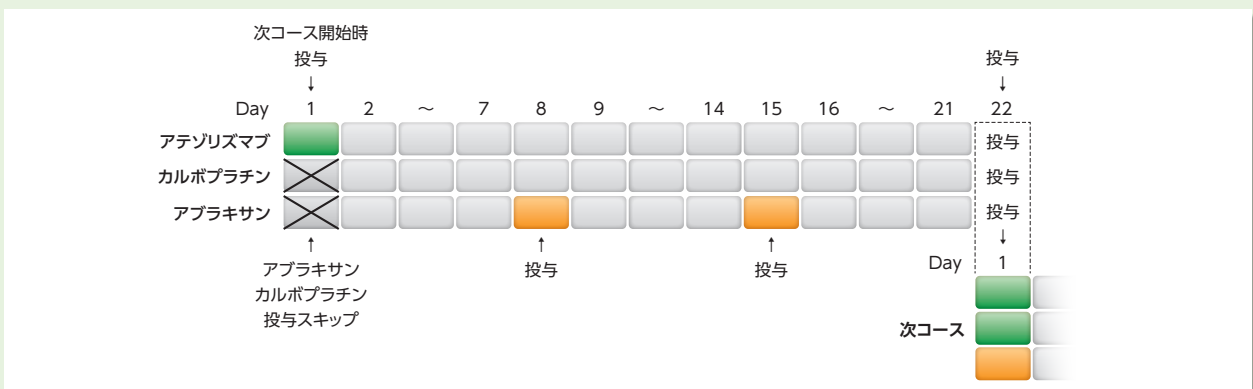 次コース開始時
投与
↓
投与
↓
Day 1 2 ～ 7 8 9 ～ 14 15 16 ～ 21 22
アテゾリズマブ 投与
カルボプラチン 投与
アブラキサン 投与
↑ ↑ ↑ ↓
アブラキサン
カルボプラチン
投与スキップ
投与
投与
Day 1
次コース